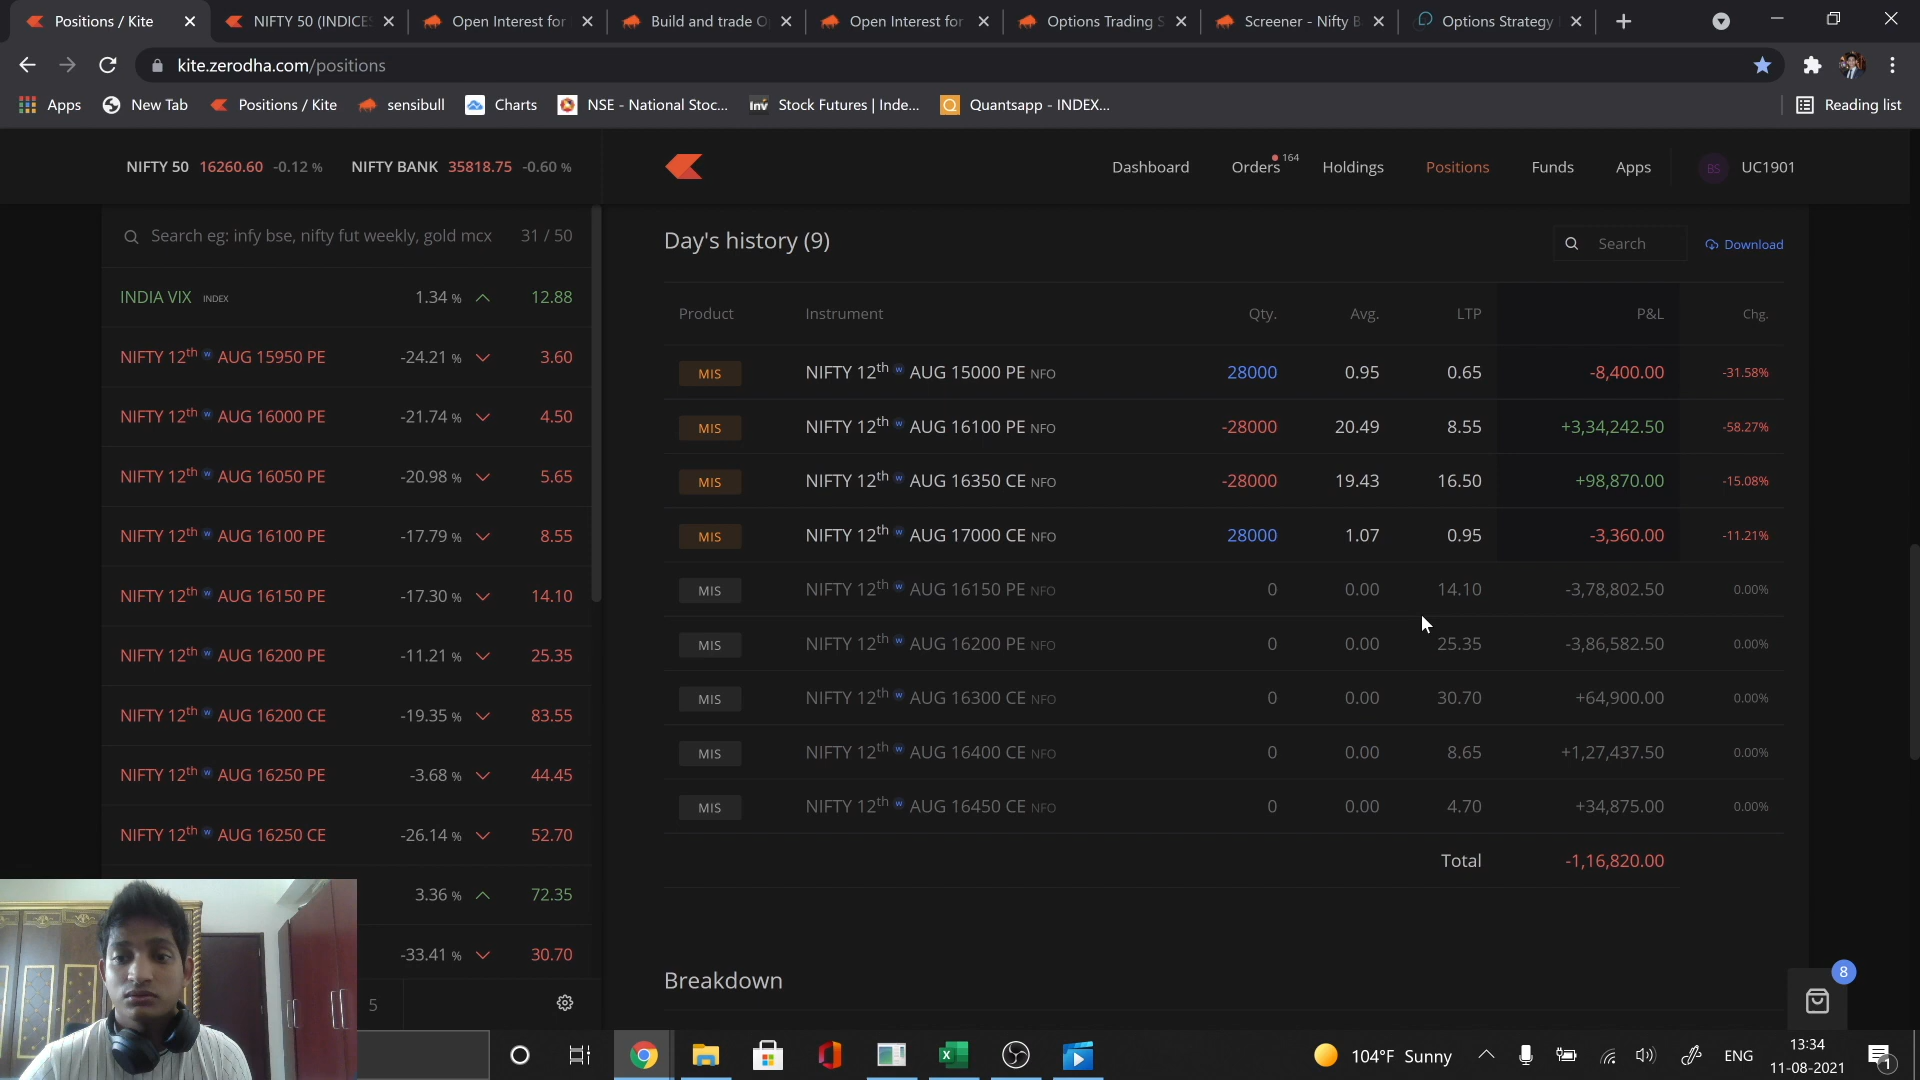 Positions / Kite
NIFTY 50 (INDICES
Open Interest for
Build and trade O
Open Interest for
Options Trading S
Screener - Nifty B
Options Strategy
kite.zerodha.com/positions
Apps
New Tab
Positions / Kite
sensibull
Charts
NSE - National Stoc...
Inv Stock Futures | Inde...
Quantsapp - INDEX...
Reading list
NIFTY 50 16260.60 -0.12 %
NIFTY BANK 35818.75 -0.60 %
Dashboard
Orders 164
Holdings
Positions
Funds
Apps
BS UC1901
Search eg: infy bse, nifty fut weekly, gold mcx 31 / 50
INDIA VIX INDEX 1.34 % 12.88
NIFTY 12th w AUG 15950 PE -24.21 % 3.60
NIFTY 12th w AUG 16000 PE -21.74 % 4.50
NIFTY 12th w AUG 16050 PE -20.98 % 5.65
NIFTY 12th w AUG 16100 PE -17.79 % 8.55
NIFTY 12th w AUG 16150 PE -17.30 % 14.10
NIFTY 12th w AUG 16200 PE -11.21 % 25.35
NIFTY 12th w AUG 16200 CE -19.35 % 83.55
NIFTY 12th w AUG 16250 PE -3.68 % 44.45
NIFTY 12th w AUG 16250 CE -26.14 % 52.70
3.36 % 72.35
-33.41 % 30.70
5
Day's history (9)
Search
Download
Product Instrument Qty. Avg. LTP P&L Chg.
MIS NIFTY 12th w AUG 15000 PE NFO 28000 0.95 0.65 -8,400.00 -31.58%
MIS NIFTY 12th w AUG 16100 PE NFO -28000 20.49 8.55 +3,34,242.50 -58.27%
MIS NIFTY 12th w AUG 16350 CE NFO -28000 19.43 16.50 +98,870.00 -15.08%
MIS NIFTY 12th w AUG 17000 CE NFO 28000 1.07 0.95 -3,360.00 -11.21%
MIS NIFTY 12th w AUG 16150 PE NFO 0 0.00 14.10 -3,78,802.50 0.00%
MIS NIFTY 12th w AUG 16200 PE NFO 0 0.00 25.35 -3,86,582.50 0.00%
MIS NIFTY 12th w AUG 16300 CE NFO 0 0.00 30.70 +64,900.00 0.00%
MIS NIFTY 12th w AUG 16400 CE NFO 0 0.00 8.65 +1,27,437.50 0.00%
MIS NIFTY 12th w AUG 16450 CE NFO 0 0.00 4.70 +34,875.00 0.00%
Total -1,16,820.00
Breakdown
8
104°F Sunny
ENG
13:34
11-08-2021
1